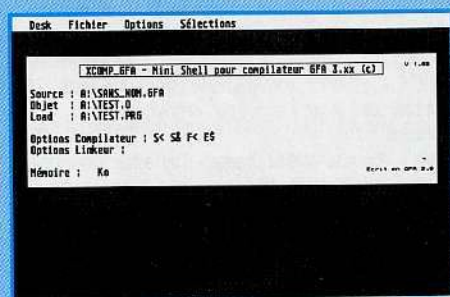 Desk Fichier Options Sélections
V 1.00
XCOMP_GFA - Mini Shell pour compilateur GFA 3.xx (c)
Source : A:\SANS_NOM.GFA
Objet : A:\TEST.O
Load : A:\TEST.PRG
Options Compilateur : S< S& F< E$
Options Linkeur :
Mémoire : Ko
Ecrit en GFA 3.0